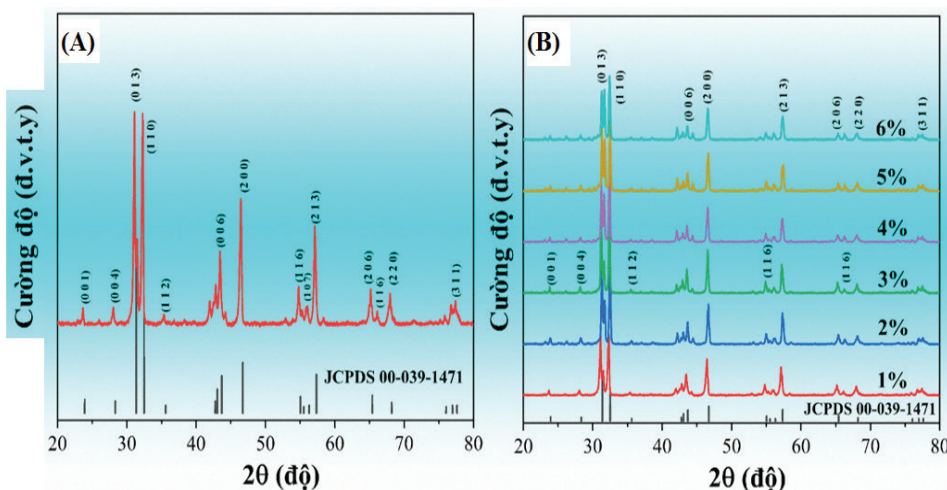 (A)
Cường độ (đ.v.t.y)
(0 0 1)
(0 0 4)
(0 1 3)
(1 1 0)
(1 1 2)
(0 0 6)
(2 0 0)
(1 1 6)
(1 0 7)
(2 1 3)
(2 0 6)
(1 1 6)
(2 2 0)
(3 1 1)
JCPDS 00-039-1471
20 30 40 50 60 70 80
2θ (độ)
(B)
Cường độ (đ.v.t.y)
(0 1 3)
(1 1 0)
(0 0 6)
(2 0 0)
(2 1 3)
(2 0 6)
(2 2 0)
(3 1 1)
6%
5%
4%
(0 0 1)
(0 0 4)
(1 1 2)
(1 1 6)
(1 1 6)
3%
2%
1%
JCPDS 00-039-1471
20 30 40 50 60 70 80
2θ (độ)